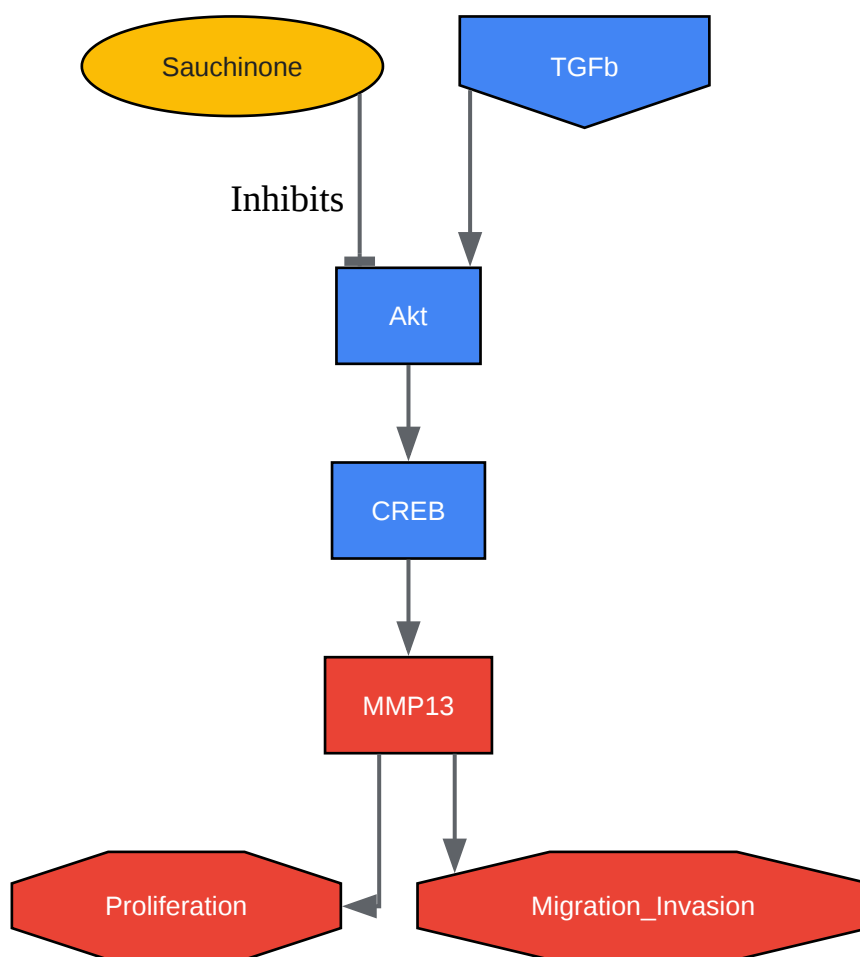 Sauchinone
TGFb
Inhibits
Akt
CREB
MMP13
Proliferation
Migration_Invasion